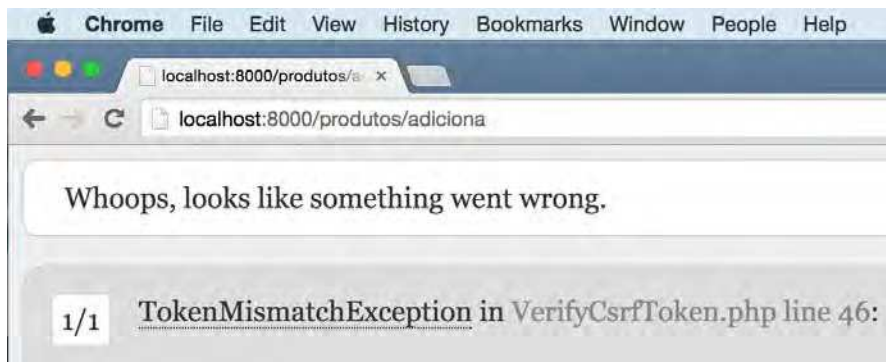 Chrome File Edit View History Bookmarks Window People Help
localhost:8000/produtos/a
localhost:8000/produtos/adiciona
Whoops, looks like something went wrong.
1/1 TokenMismatchException in VerifyCsrfToken.php line 46: